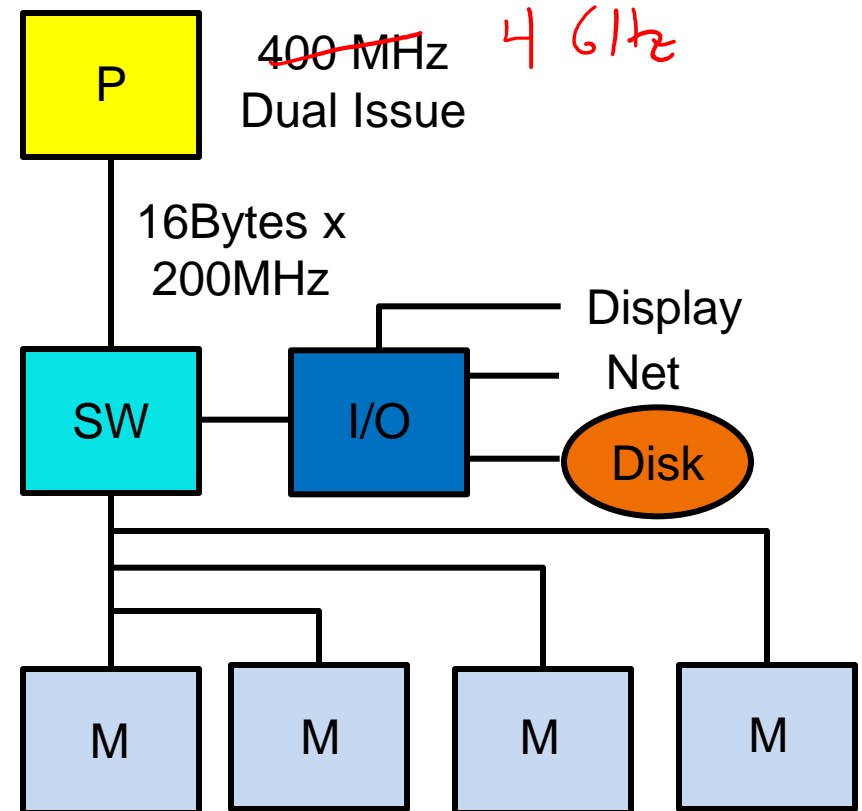 P
400 MHz 4 GHz
Dual Issue
16Bytes x
200MHz
Display
Net
SW
I/O
Disk
M
M
M
M